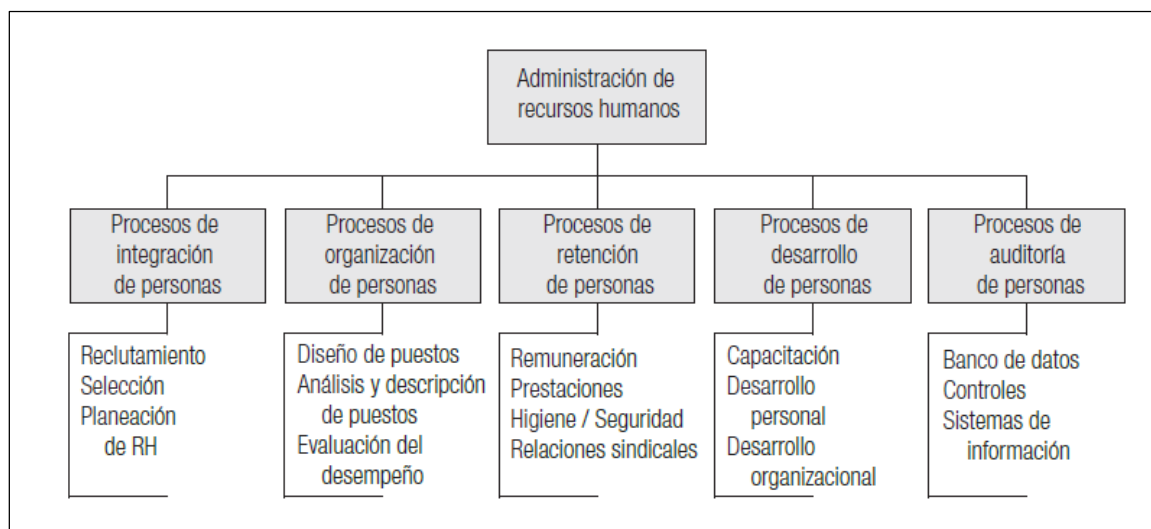 Administración de
recursos humanos
Procesos de
integración
de personas
Procesos de
organización
de personas
Procesos de
retención de
personas
Procesos de
desarrollo
de personas
Procesos de
auditoría
de personas
Reclutamiento
Selección
Planeación
de RH
Diseño de puestos
Análisis y descripción
de puestos
Evaluación del
desempeño
Remuneración
Prestaciones
Higiene / Seguridad
Relaciones sindicales
Capacitación
Desarrollo
personal
Desarrollo
organizacional
Banco de datos
Controles
Sistemas de
información